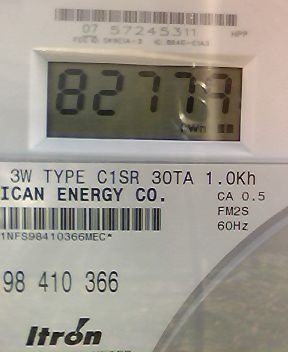 07 57245311 HPP
82779
3W TYPE C1SR 30TA 1.0Kh
ICAN ENERGY CO. CA 0.5
FM2S
60Hz
1NFS98410366MEC*
98 410 366
Itron